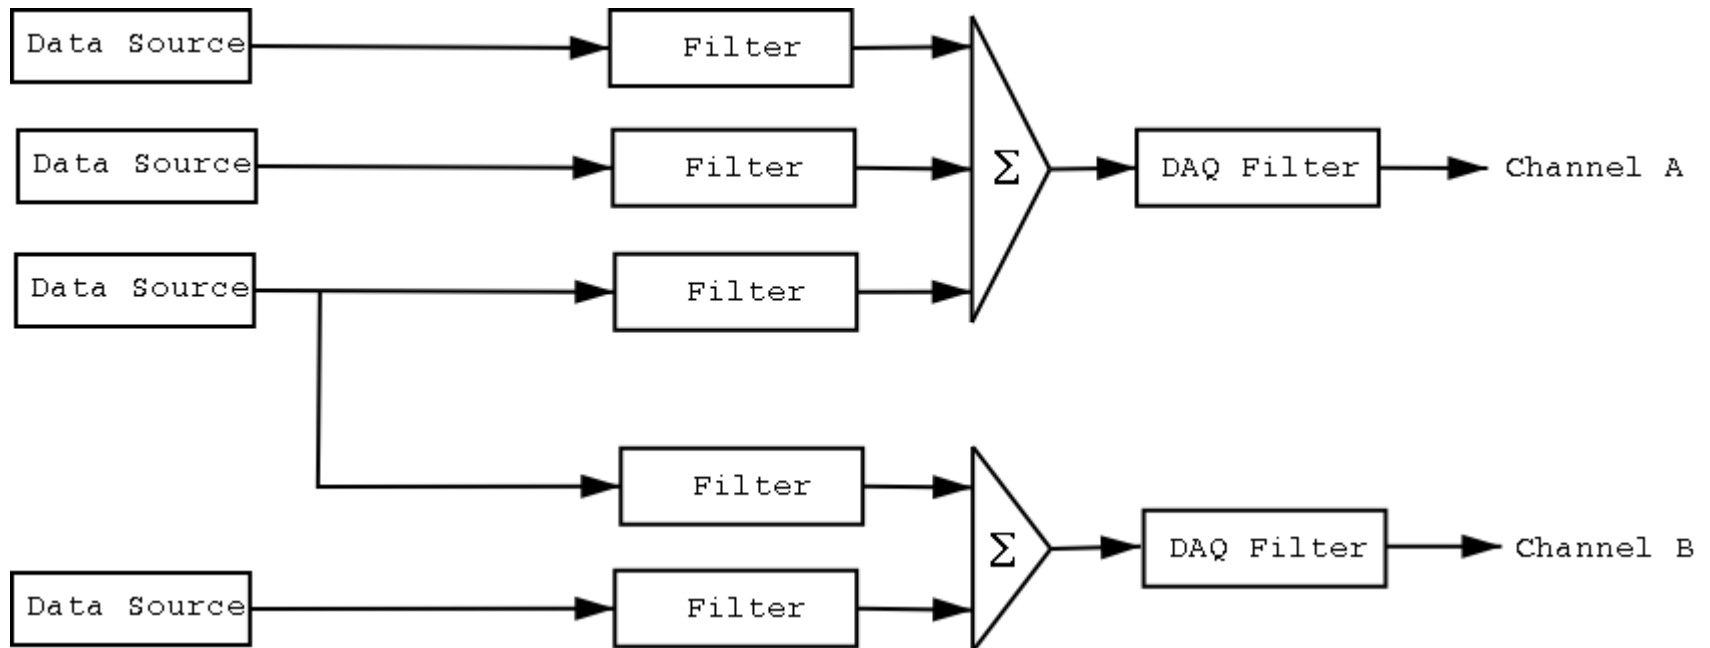 Data Source
Filter
Data Source
Filter
Σ
DAQ Filter
Channel A
Data Source
Filter
Filter
Σ
DAQ Filter
Channel B
Data Source
Filter